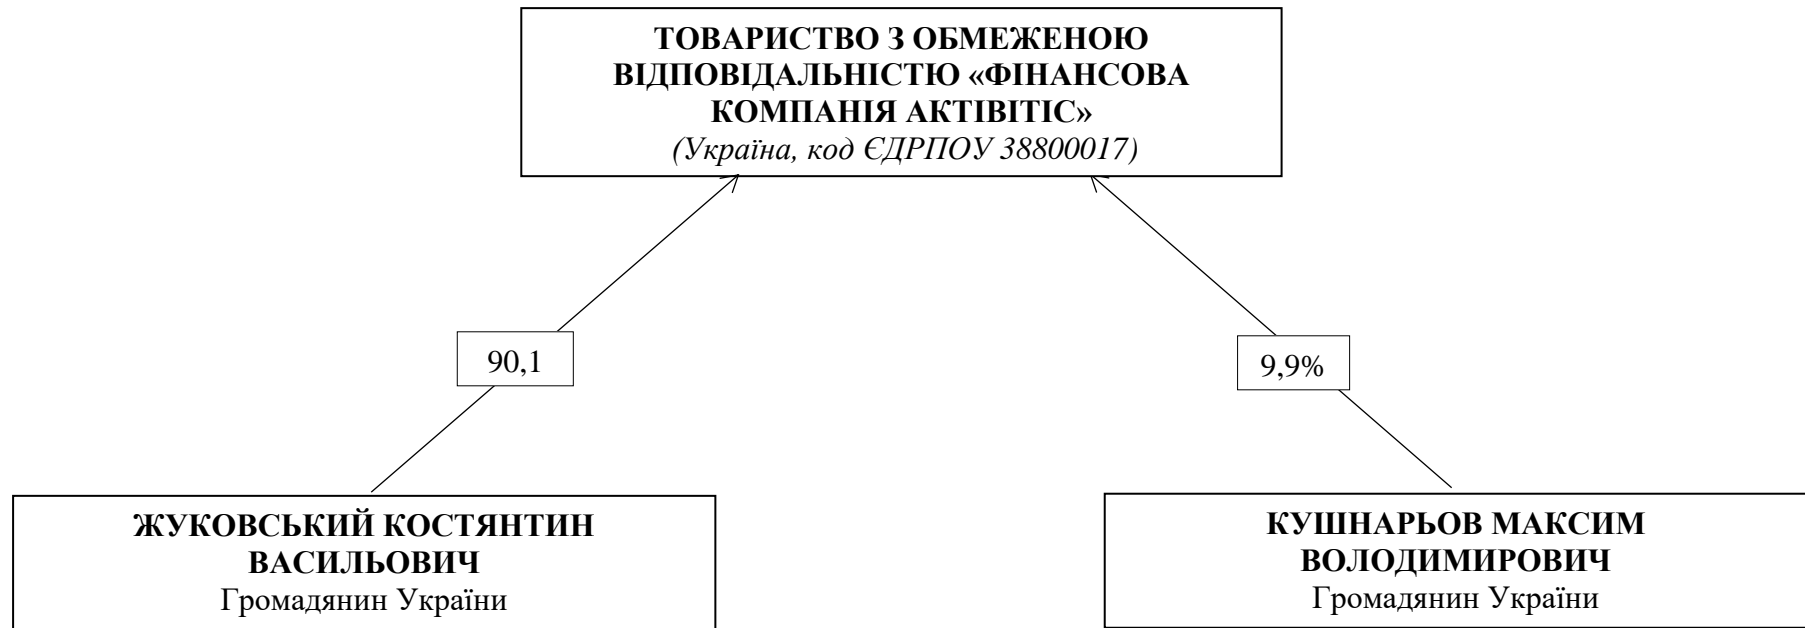 ТОВАРИСТВО З ОБМЕЖЕНОЮ
ВІДПОВІДАЛЬНІСТЮ «ФІНАНСОВА
КОМПАНІЯ АКТІВІТІС»
(Україна, код ЄДРПОУ 38800017)
90,1
9,9%
ЖУКОВСЬКИЙ КОСТЯНТИН
ВАСИЛЬОВИЧ
Громадянин України
КУШНАРЬОВ МАКСИМ
ВОЛОДИМИРОВИЧ
Громадянин України